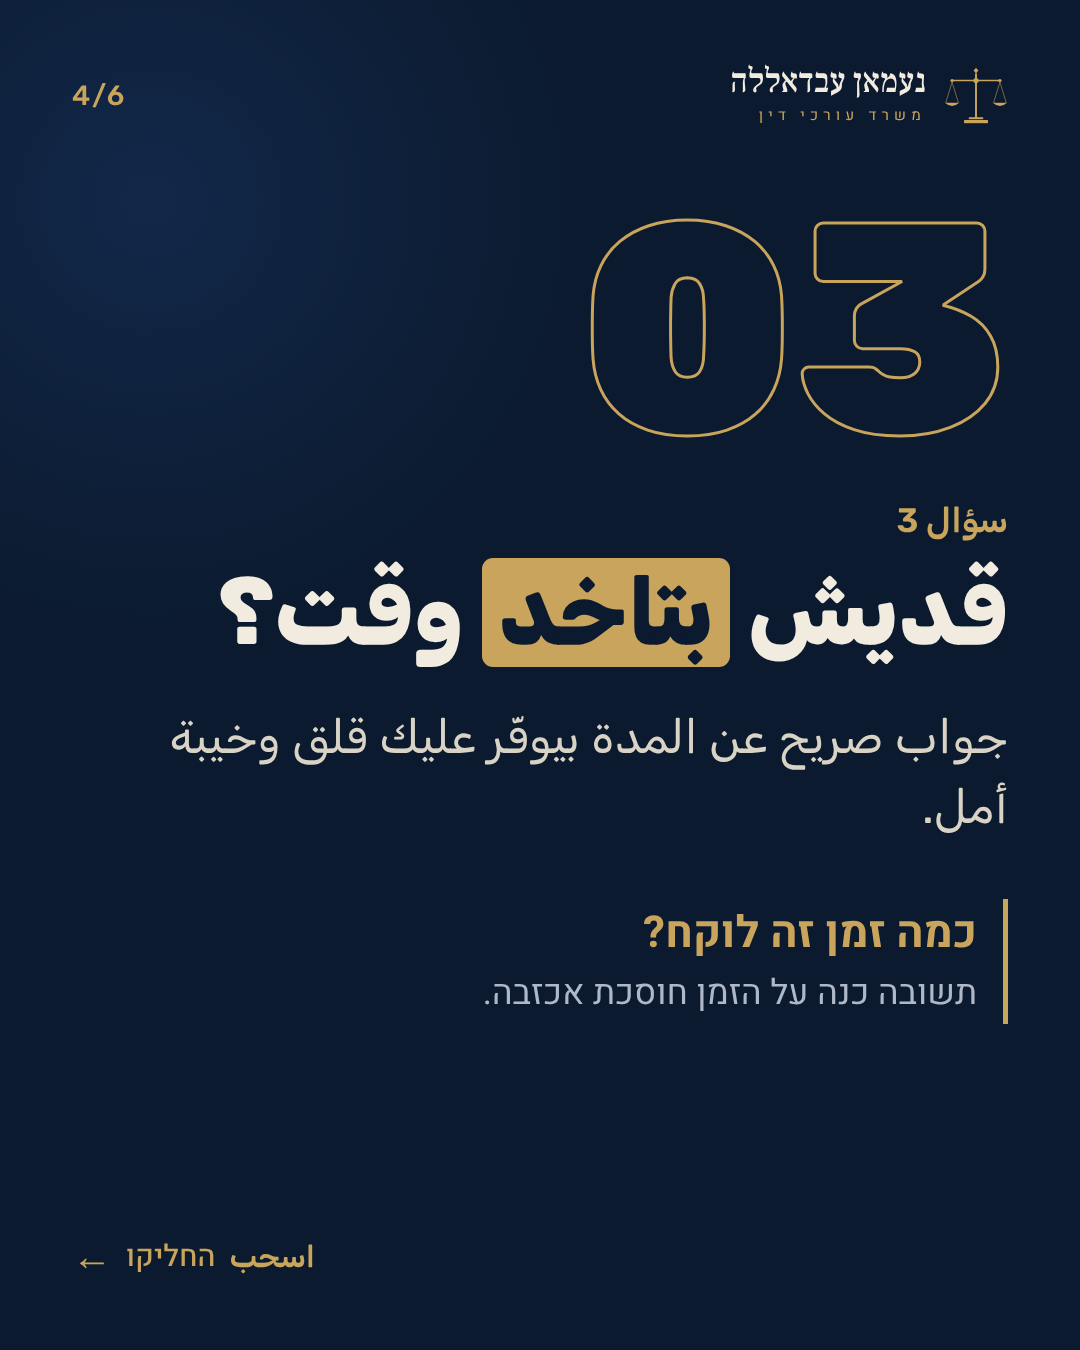 נעמאן עבדאללה
משרד עורכי דין
4/6
03
سؤال 3
قديش بتاخد وقت؟
جواب صريح عن المدة بيوفّر عليك قلق وخيبة
أمل.
כמה זמן זה לוקח?
תשובה כנה על הזמן חוסכת אכזבה.
اسحب החליקו ←